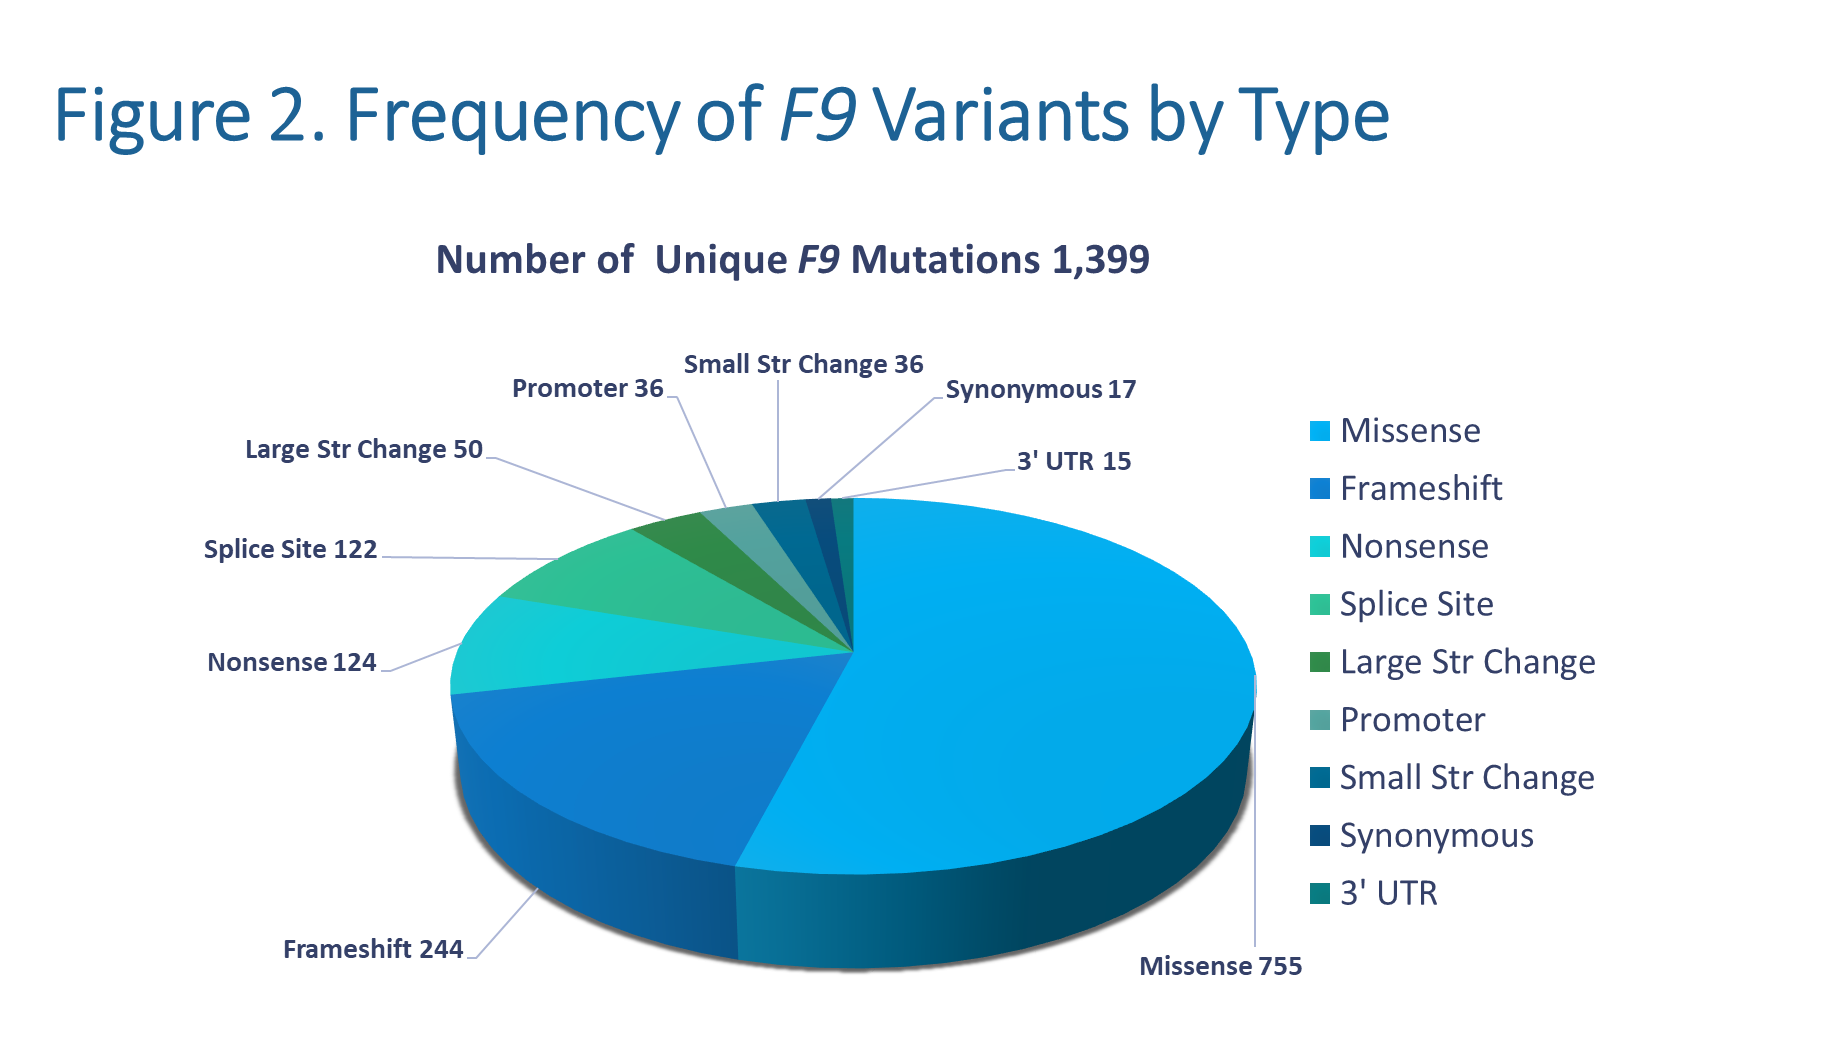 Figure 2. Frequency of F9 Variants by Type
Number of Unique F9 Mutations 1,399
Small Str Change 36
Promoter 36
Synonymous 17
Large Str Change 50
3' UTR 15
Splice Site 122
Nonsense 124
Frameshift 244
Missense 755
Missense
Frameshift
Nonsense
Splice Site
Large Str Change
Promoter
Small Str Change
Synonymous
3' UTR